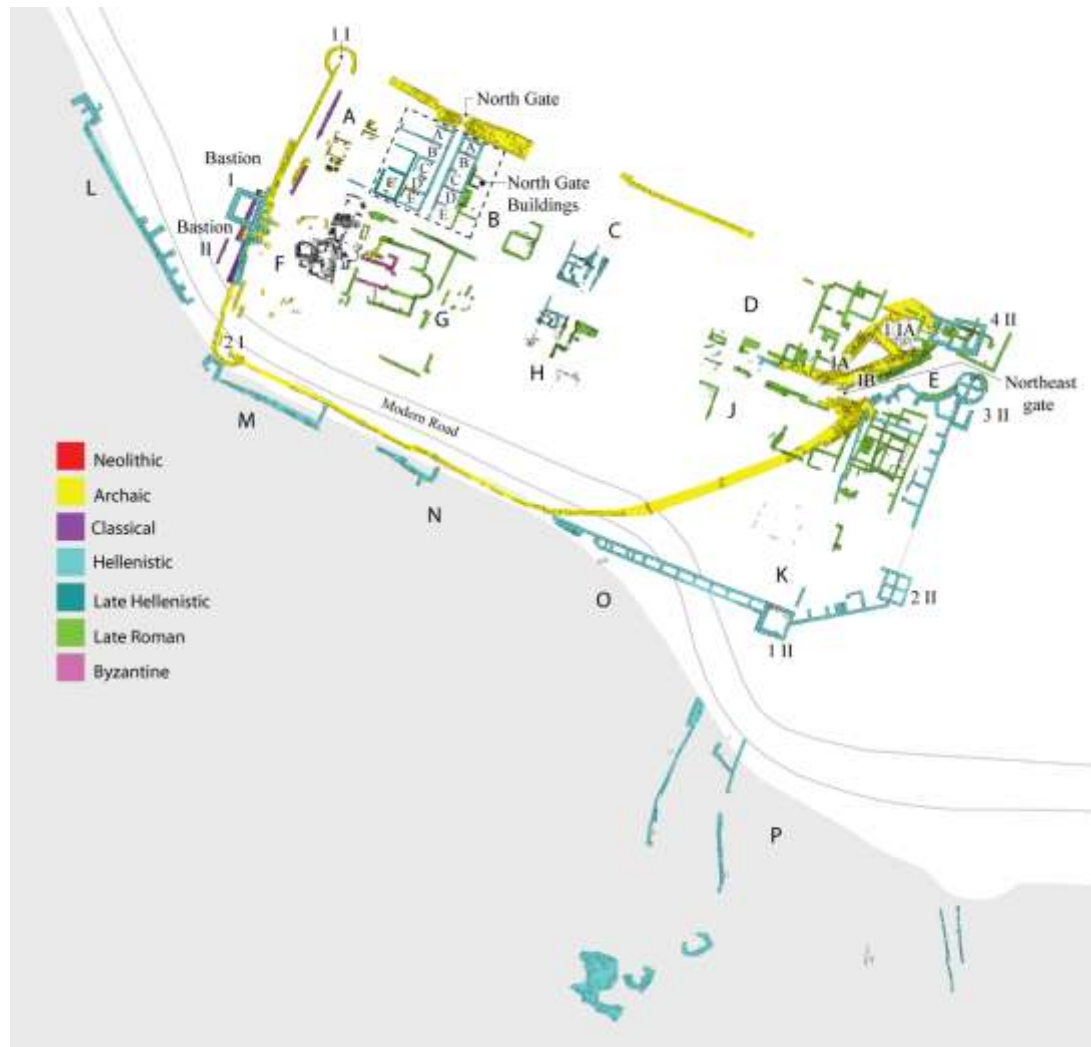 1 I
A
North Gate
A
B
C
D
E
A
B
C
D
E
E
North Gate
Buildings
Bastion
I
Bastion
II
L
B
C
F
G
D
H
J
4 II
1 IA
IA
IB
E
Northeast
gate
3 II
2 I
M
Modern Road
N
O
K
2 II
1 II
P
Neolithic
Archaic
Classical
Hellenistic
Late Hellenistic
Late Roman
Byzantine